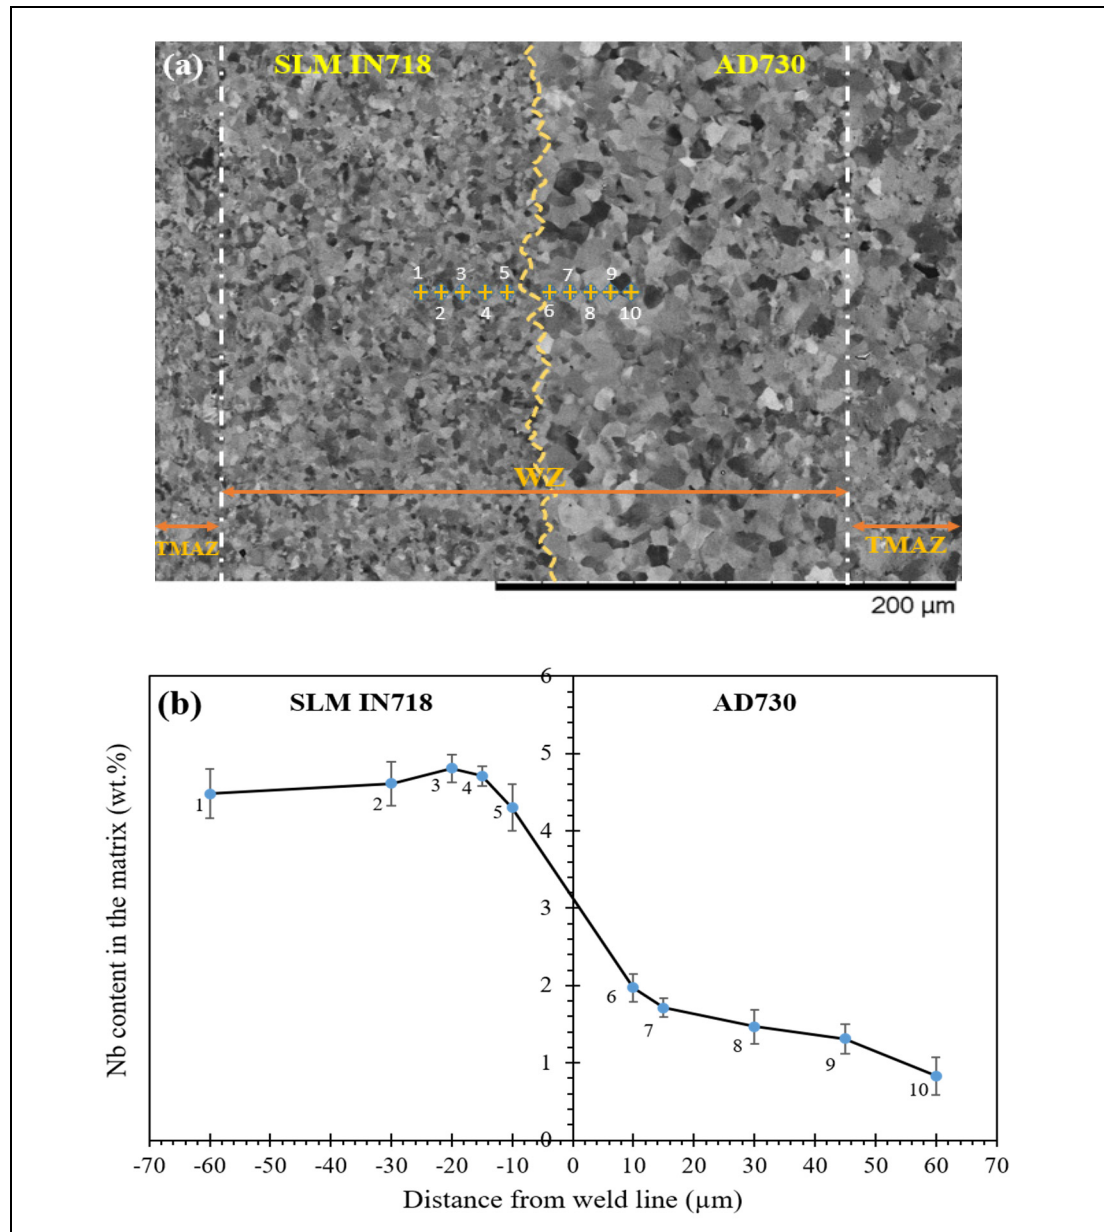 (a) SLM IN718 AD730
1 3 5 7 9
2 4 6 8 10
WZ
TMAZ TMAZ
200 µm
(b) SLM IN718 AD730
Nb content in the matrix (wt.%)
6
5
4
3
2
1
0
1 2 3 4 5 6 7 8 9 10
-70 -60 -50 -40 -30 -20 -10 0 10 20 30 40 50 60 70
Distance from weld line (µm)